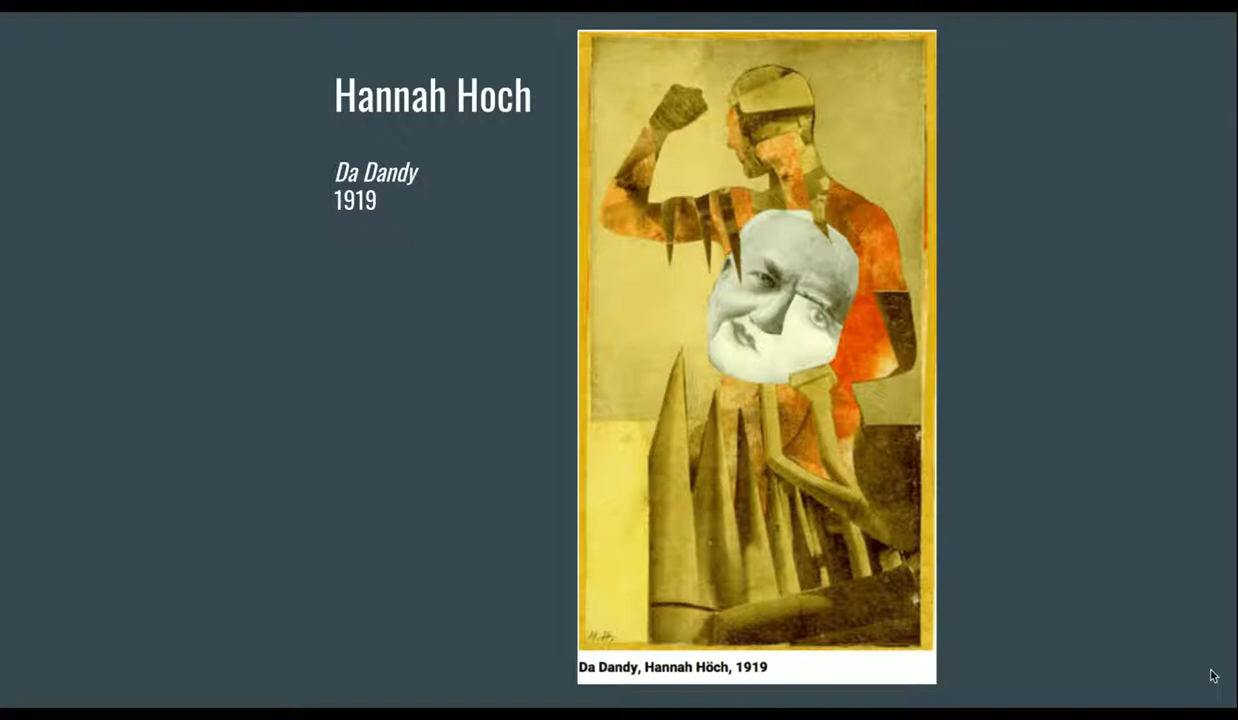 Hannah Hoch
Da Dandy
1919
H.H.
Da Dandy, Hannah Höch, 1919